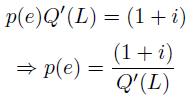 p(e)Q′(L) = (1 + i)
⇒ p(e) = (1 + i) / Q′(L)